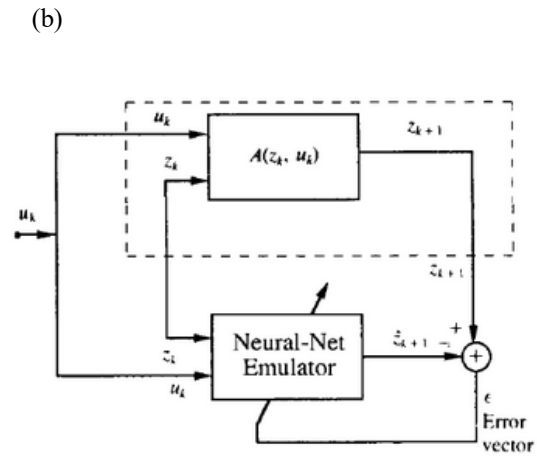 (b)
u_k
z_{k+1}
z_k
A(z_k, u_k)
u_k
z_{k+1}
+
Neural-Net
Emulator
ẑ_{k+1}
−
+
z_k
u_k
ϵ
Error
vector